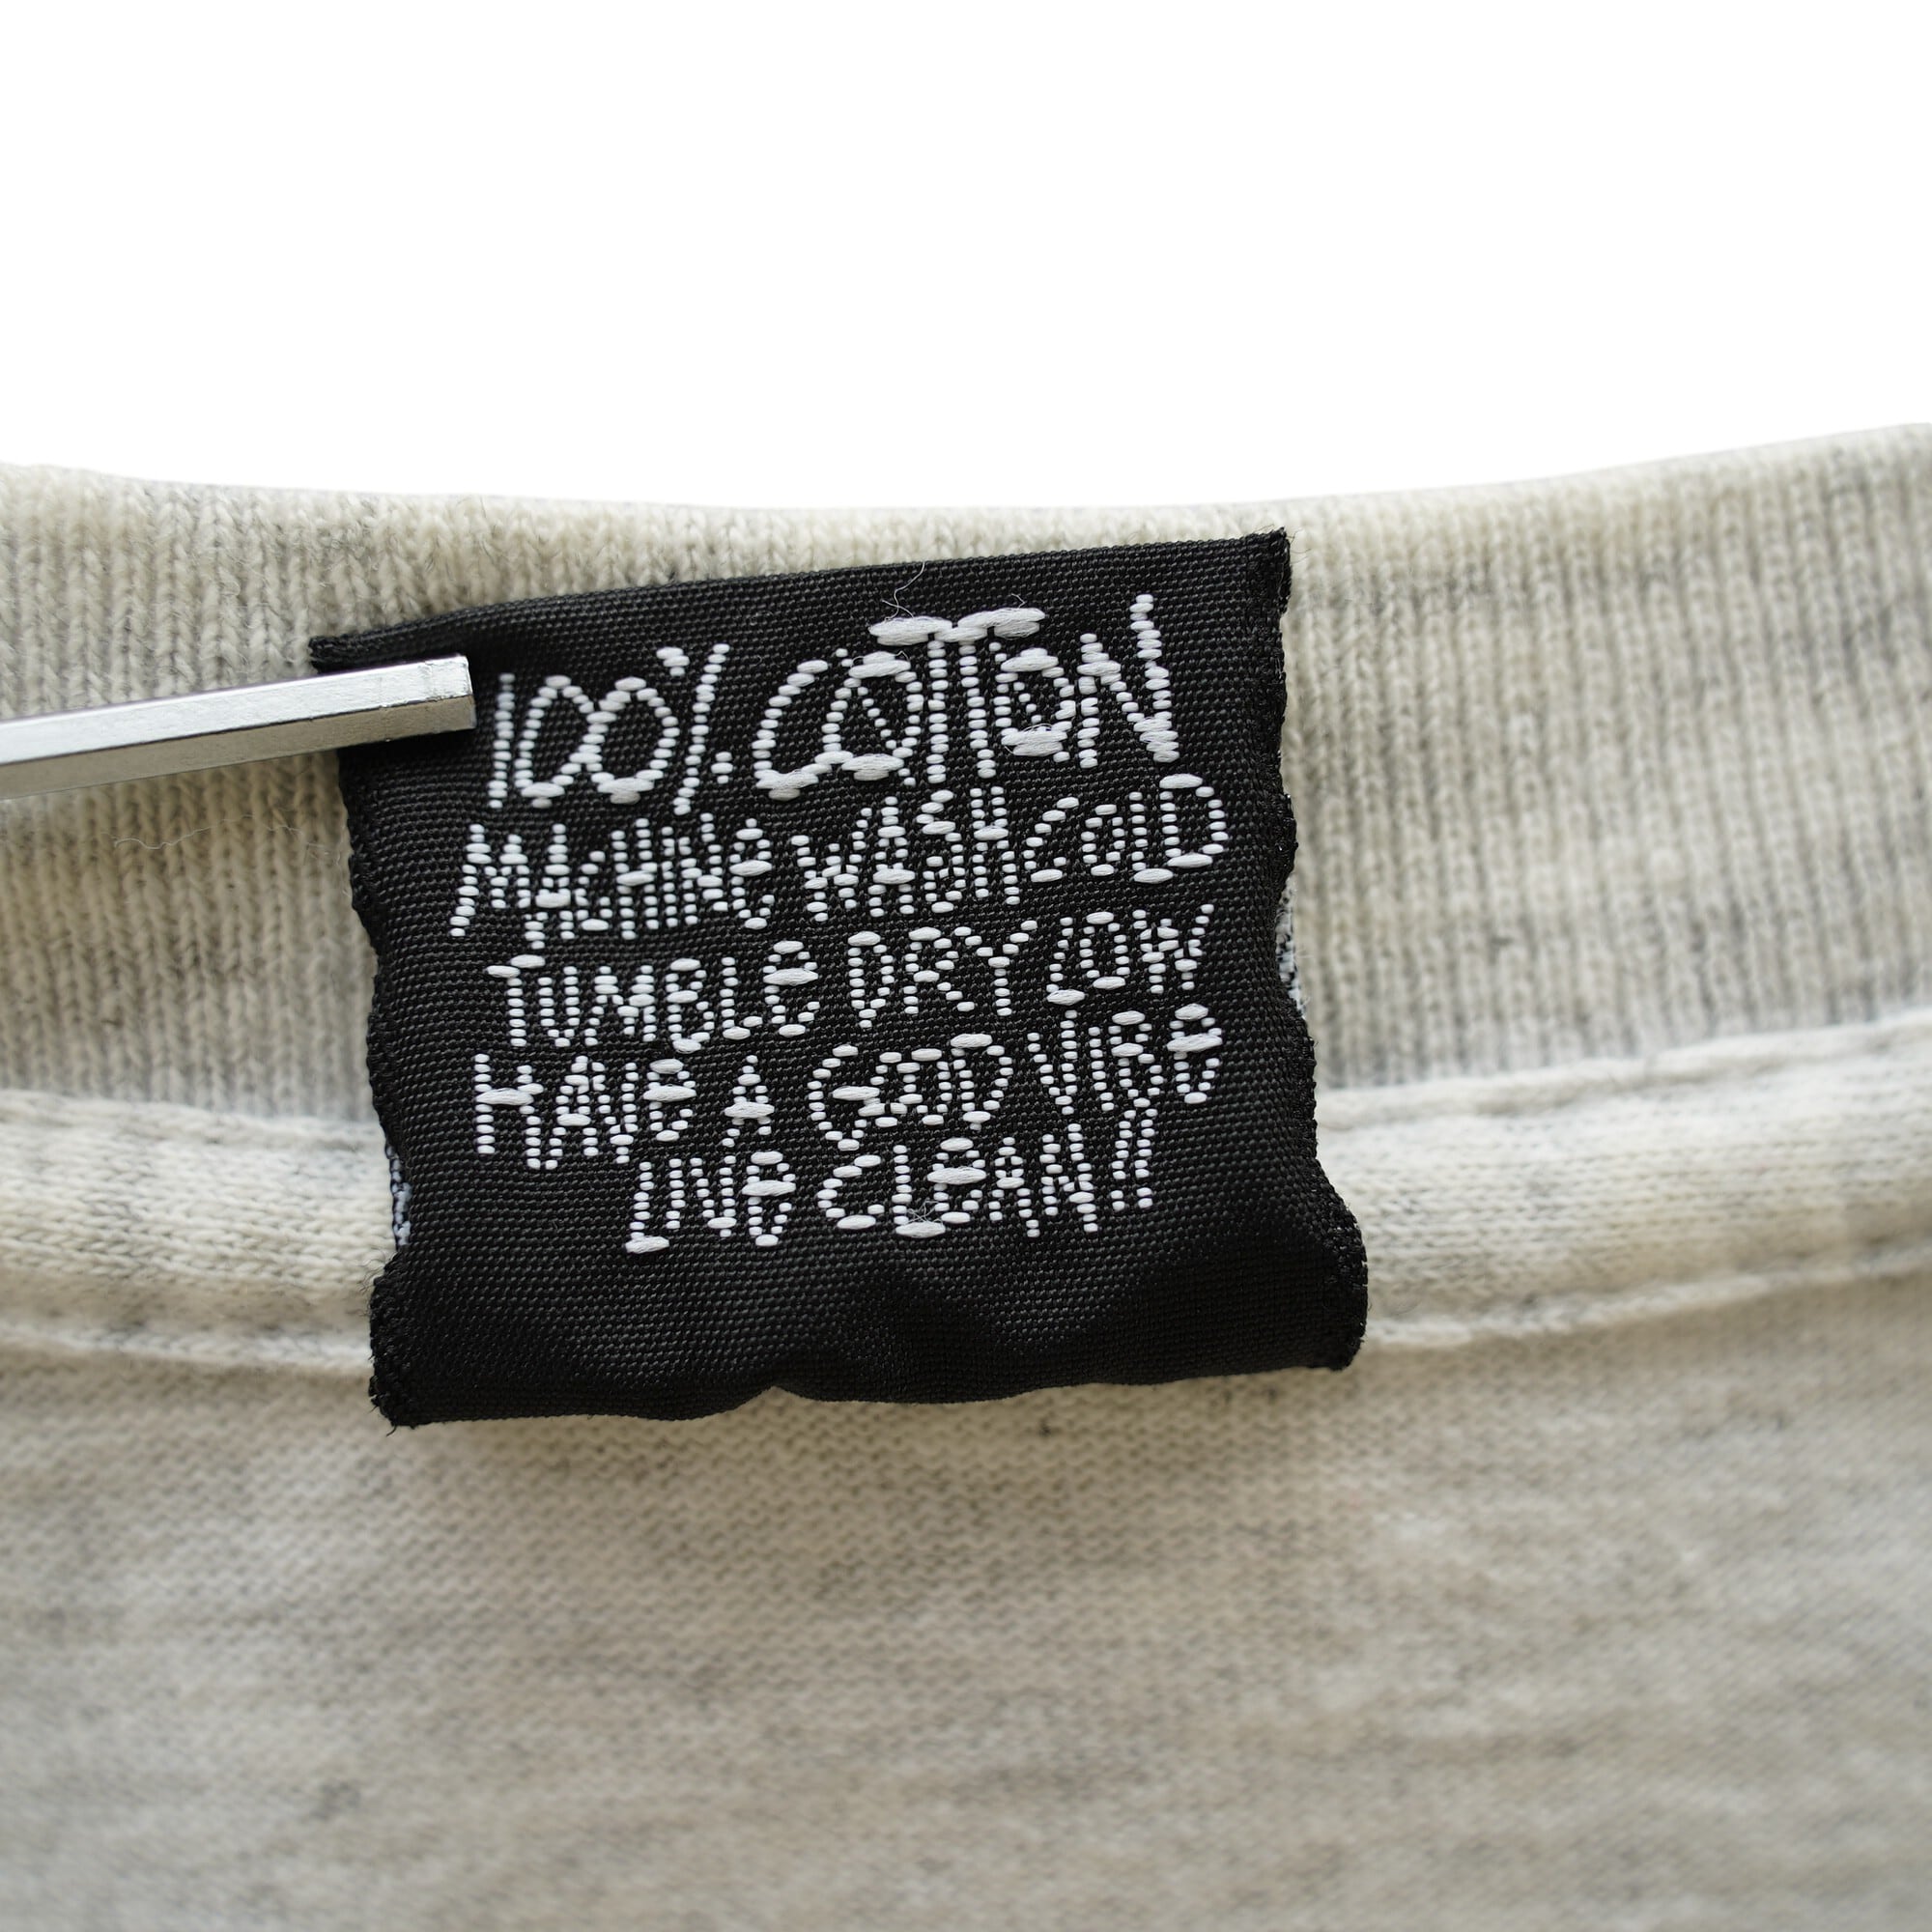 100% COTTON
MACHINE WASH COLD
TUMBLE DRY LOW
HAVE A GOOD VIBE
LIVE CLEAN!!